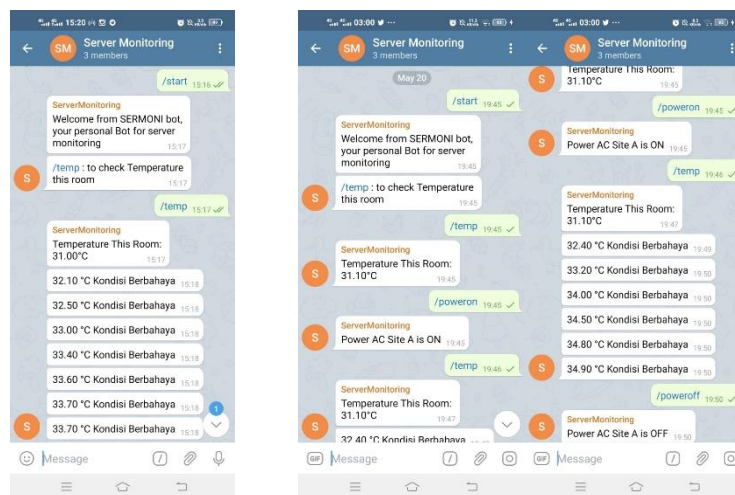 15:20
SM
Server Monitoring
3 members
/start 15:16
ServerMonitoring
Welcome from SERMONI bot,
your personal Bot for server
monitoring 15:17
/temp : to check Temperature
this room 15:17
S
/temp 15:17
ServerMonitoring
Temperature This Room:
31.00°C 15:17
32.10 °C Kondisi Berbahaya 15:18
32.50 °C Kondisi Berbahaya 15:18
33.00 °C Kondisi Berbahaya 15:18
33.40 °C Kondisi Berbahaya 15:18
33.60 °C Kondisi Berbahaya 15:18
33.70 °C Kondisi Berbahaya 15:18
1
S
33.70 °C Kondisi Berbahaya 15:18
Message
03:00
SM
Server Monitoring
3 members
May 20
/start 19:45
ServerMonitoring
Welcome from SERMONI bot,
your personal Bot for server
monitoring 19:45
/temp : to check Temperature
this room 19:45
S
/temp 19:45
ServerMonitoring
Temperature This Room:
31.10°C 19:45
S
/poweron 19:45
ServerMonitoring
Power AC Site A is ON 19:45
S
/temp 19:46
ServerMonitoring
Temperature This Room:
31.10°C 19:47
32.40 °C Kondisi Berbahaya
GIF
Message
03:00
SM
Server Monitoring
3 members
Temperature This Room:
31.10°C 19:45
S
/poweron 19:45
ServerMonitoring
Power AC Site A is ON 19:45
S
/temp 19:46
ServerMonitoring
Temperature This Room:
31.10°C 19:47
32.40 °C Kondisi Berbahaya 19:49
33.20 °C Kondisi Berbahaya 19:50
34.00 °C Kondisi Berbahaya 19:50
34.50 °C Kondisi Berbahaya 19:50
34.80 °C Kondisi Berbahaya 19:50
34.90 °C Kondisi Berbahaya 19:50
S
/poweroff 19:50
ServerMonitoring
Power AC Site A is OFF 19:50
S
GIF
Message